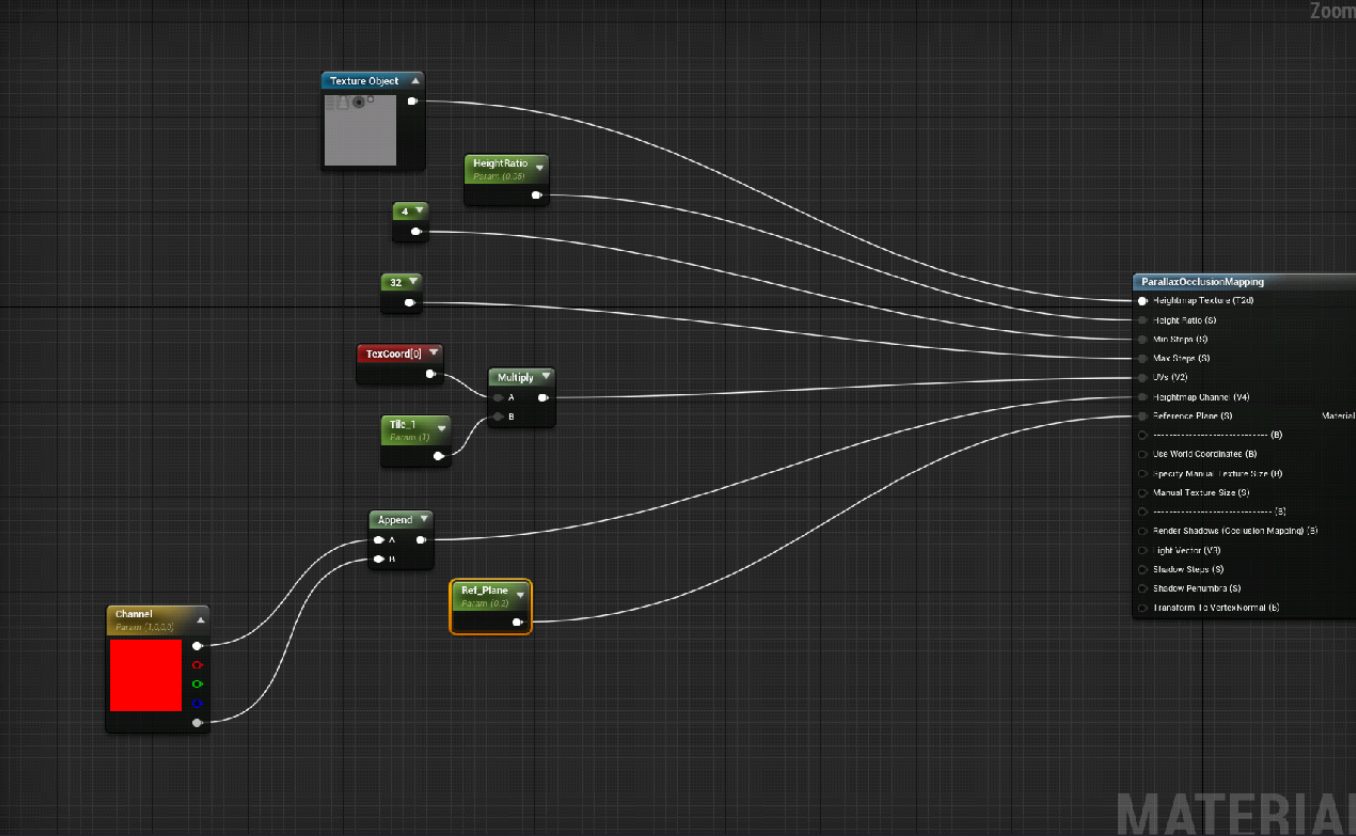 Zoom
Texture Object
HeightRatio
Param (0.05)
4
32
TexCoord[0]
Multiply
A
B
Tile_1
Param (1)
Append
A
B
Ref_Plane
Param (0.2)
Channel
Param (1,0,0,0)
ParallaxOcclusionMapping
Heightmap Texture (T2d)
Height Ratio (S)
Min Steps (S)
Max Steps (S)
UVs (V2)
Heightmap Channel (V4)
Reference Plane (S)
Material
------------------------------ (B)
Use World Coordinates (B)
Specify Manual Texture Size (B)
Manual Texture Size (S)
------------------------------- (B)
Render Shadows (Occlusion Mapping) (B)
Light Vector (V3)
Shadow Steps (S)
Shadow Penumbra (S)
Transform To VertexNormal (B)
MATERIAL